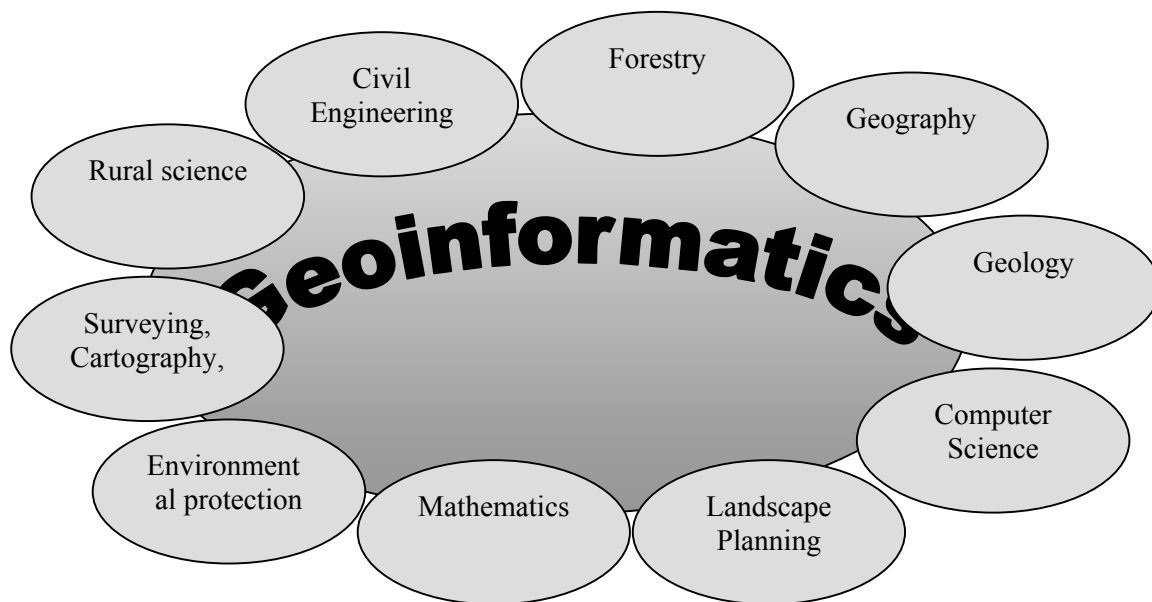 Forestry
Civil
Engineering
Geography
Rural science
Geoinformatics
Geology
Surveying,
Cartography,
Computer
Science
Environment
al protection
Mathematics
Landscape
Planning